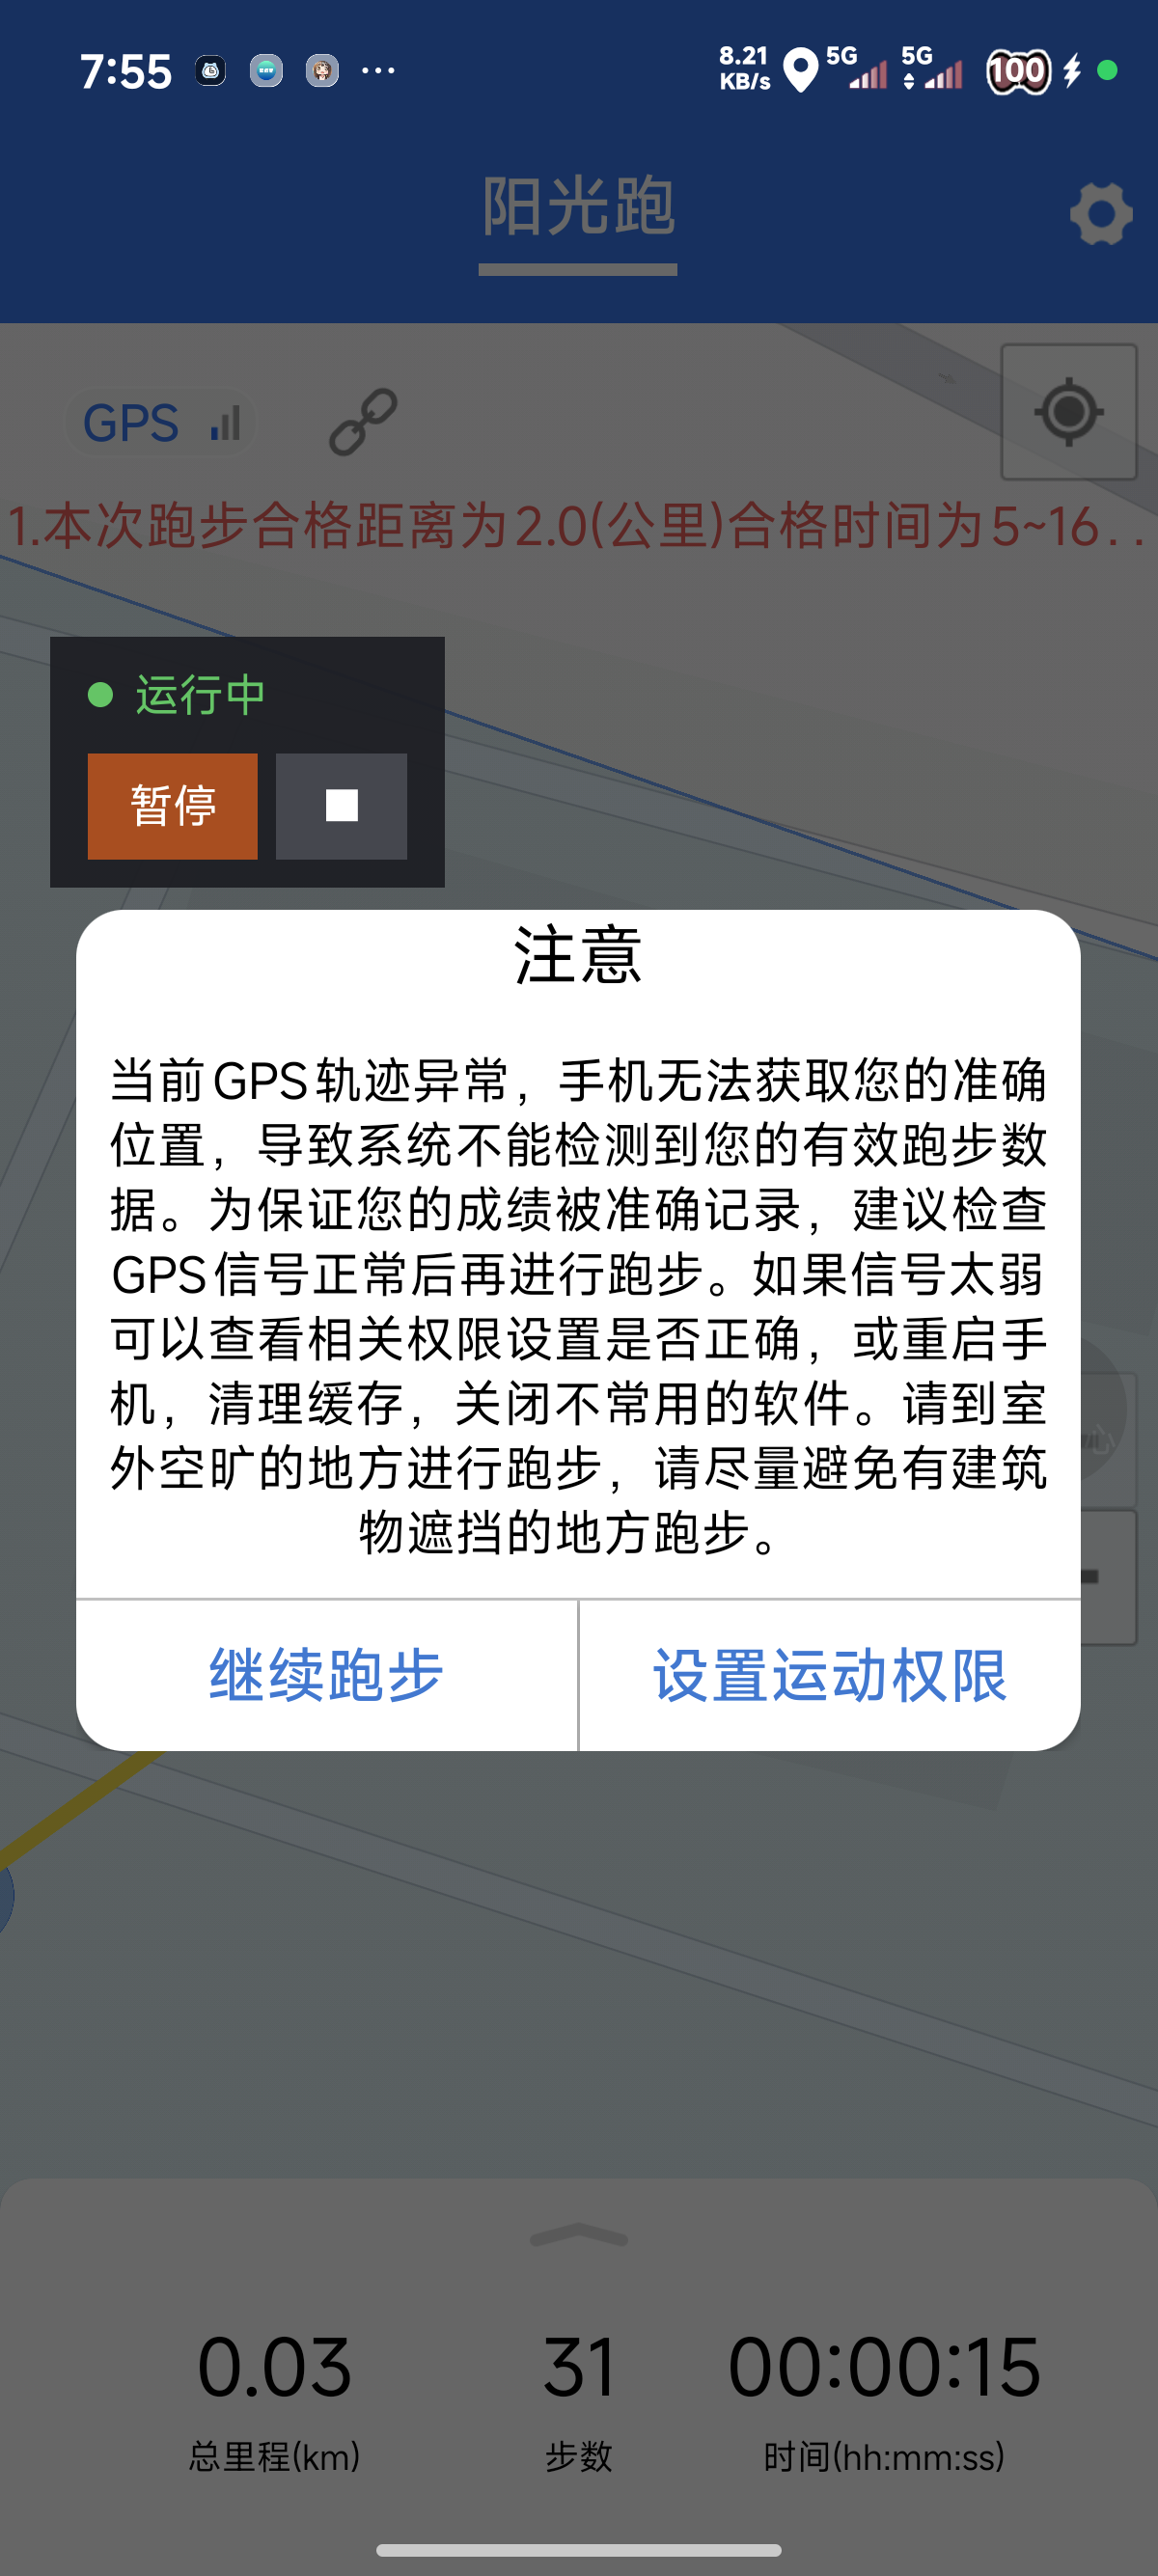 7:55
8.21 KB/s 5G 5G 100
阳光跑
GPS
1.本次跑步合格距离为2.0(公里)合格时间为5~16..
运行中
暂停
注意
当前GPS轨迹异常，手机无法获取您的准确
位置，导致系统不能检测到您的有效跑步数
据。为保证您的成绩被准确记录，建议检查
GPS信号正常后再进行跑步。如果信号太弱
可以查看相关权限设置是否正确，或重启手
机，清理缓存，关闭不常用的软件。请到室
外空旷的地方进行跑步，请尽量避免有建筑
物遮挡的地方跑步。
继续跑步 设置运动权限
0.03 31 00:00:15
总里程(km) 步数 时间(hh:mm:ss)